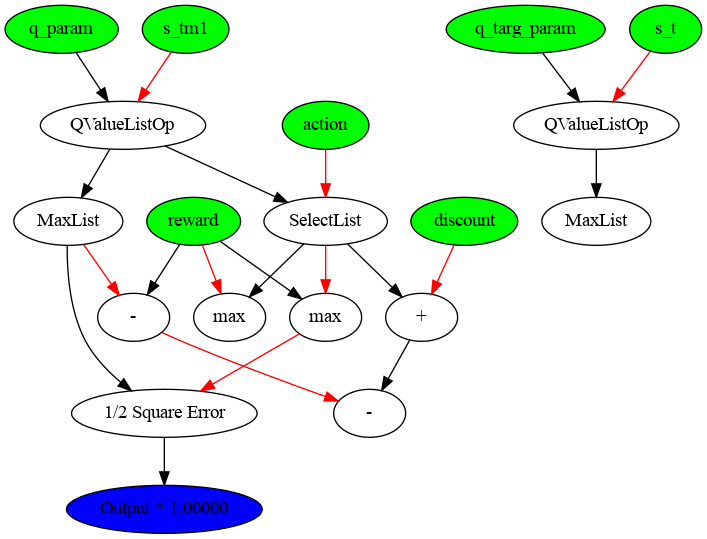 q_param
s_tm1
q_targ_param
s_t
QValueListOp
action
QValueListOp
MaxList
reward
SelectList
discount
MaxList
-
max
max
+
1/2 Square Error
-
Output * 1.00000